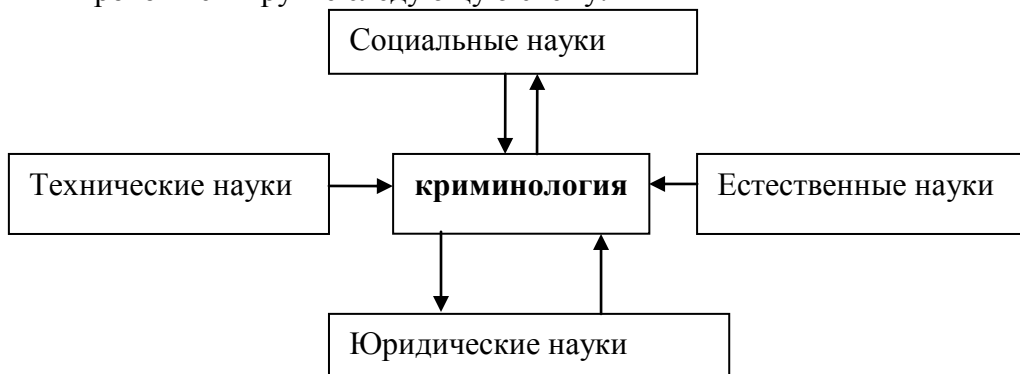 Социальные науки
Технические науки
криминология
Естественные науки
Юридические науки